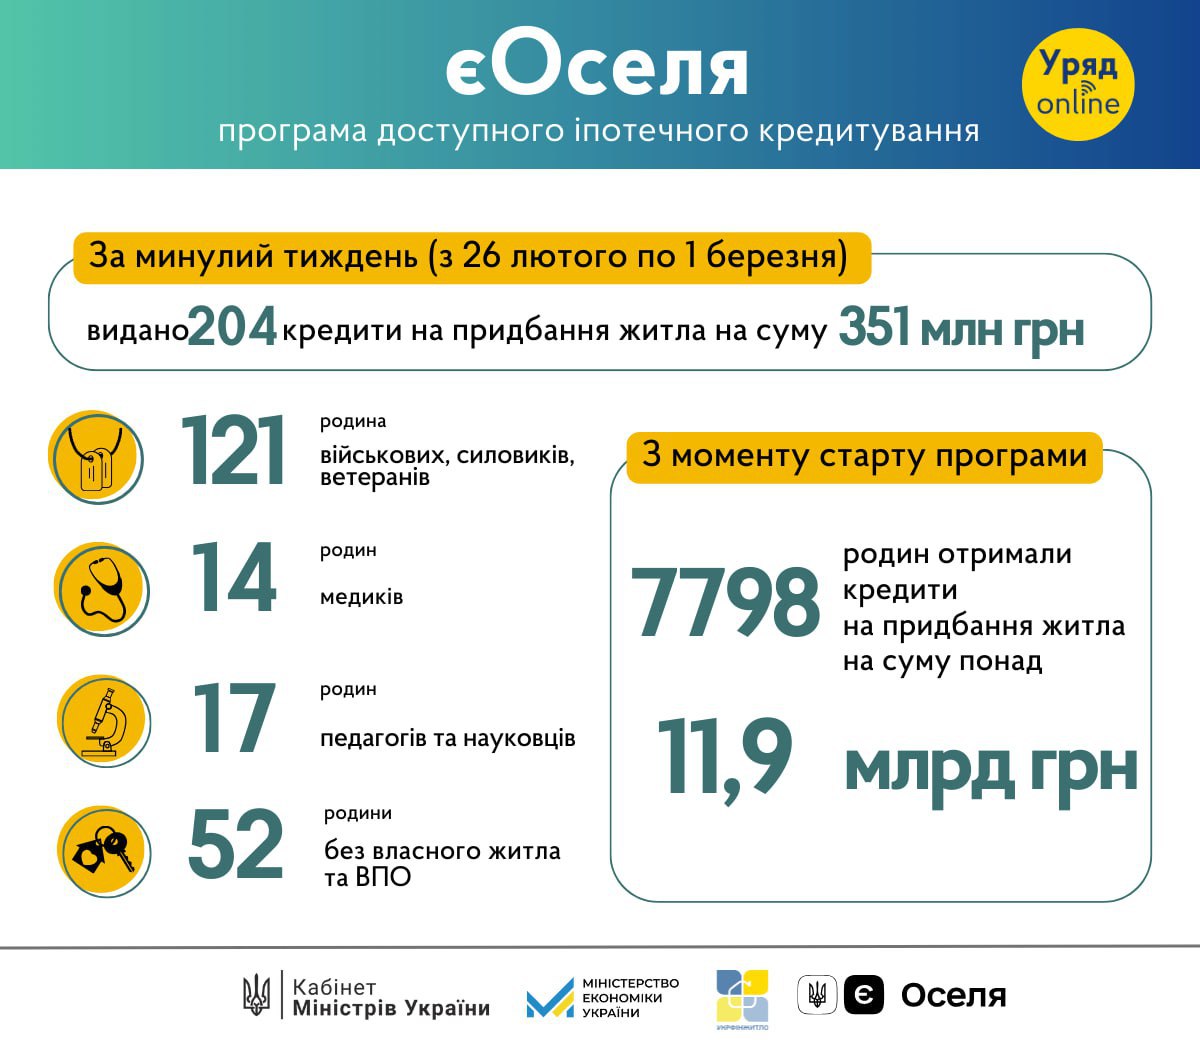 єОселя
програма доступного іпотечного кредитування
Уряд
online
За минулий тиждень (з 26 лютого по 1 березня)
видано 204 кредити на придбання житла на суму 351 млн грн
121 родина
військових, силовиків,
ветеранів
14 родин
медиків
17 родин
педагогів та науковців
52 родини
без власного житла
та ВПО
З моменту старту програми
7798 родин отримали
кредити
на придбання житла
на суму понад
11,9 млрд грн
Кабінет
Міністрів України
МІНІСТЕРСТВО
ЕКОНОМІКИ
УКРАЇНИ
УКРФІНЖИТЛО
Є Оселя